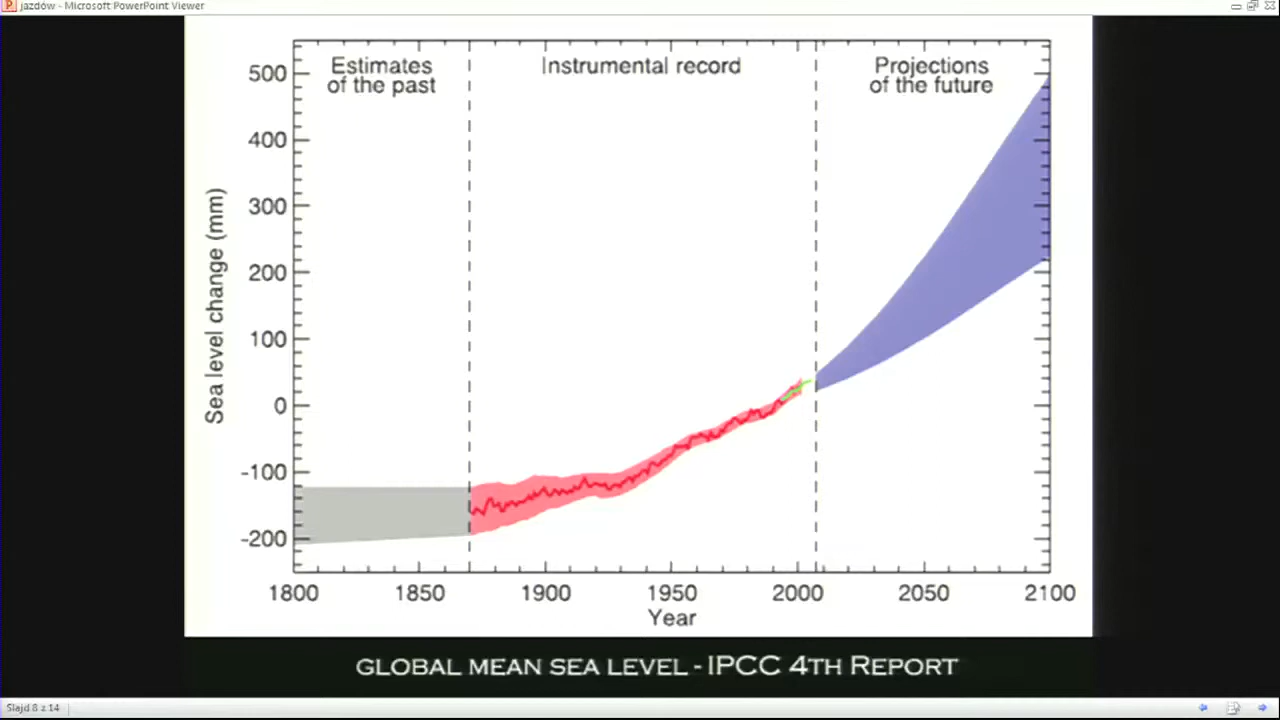 jazdów - Microsoft PowerPoint Viewer
Estimates
of the past
Instrumental record
Projections
of the future
500
400
300
200
100
0
-100
-200
Sea level change (mm)
1800 1850 1900 1950 2000 2050 2100
Year
GLOBAL MEAN SEA LEVEL - IPCC 4TH REPORT
Slajd 8 z 14